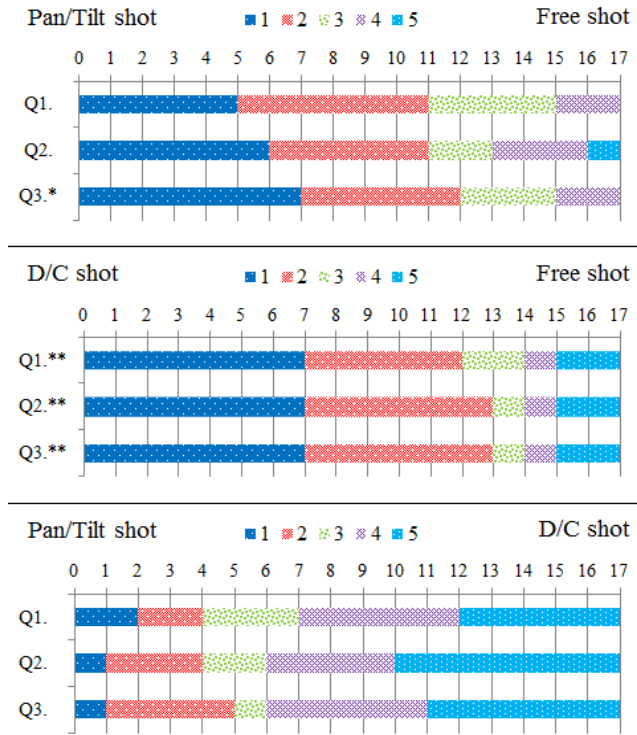 Pan/Tilt shot 1 2 3 4 5 Free shot
0 1 2 3 4 5 6 7 8 9 10 11 12 13 14 15 16 17
Q1.
Q2.
Q3.*
D/C shot 1 2 3 4 5 Free shot
0 1 2 3 4 5 6 7 8 9 10 11 12 13 14 15 16 17
Q1.**
Q2.**
Q3.**
Pan/Tilt shot 1 2 3 4 5 D/C shot
0 1 2 3 4 5 6 7 8 9 10 11 12 13 14 15 16 17
Q1.
Q2.
Q3.